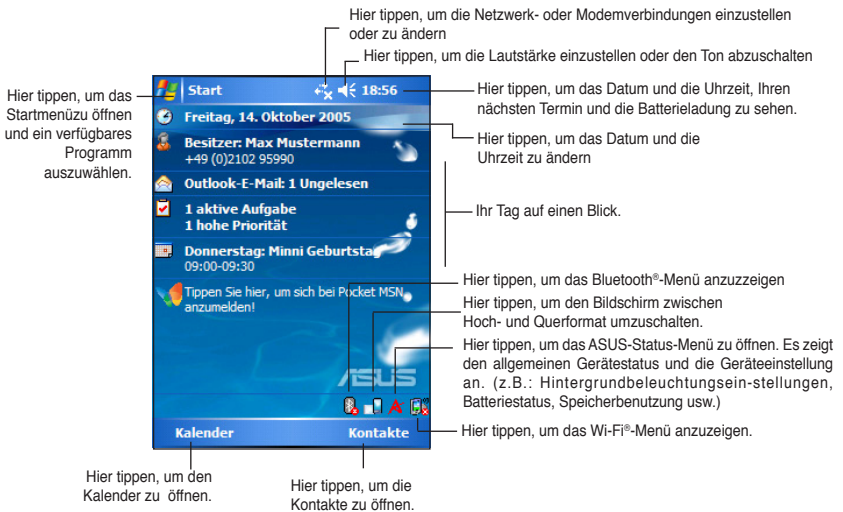 Hier tippen, um die Netzwerk- oder Modemverbindungen einzustellen
oder zu ändern
Hier tippen, um die Lautstärke einzustellen oder den Ton abzuschalten
Hier tippen, um das
Startmenüzu öffnen
und ein verfügbares
Programm
auszuwählen.
Start
18:56
Hier tippen, um das Datum und die Uhrzeit, Ihren
nächsten Termin und die Batterieladung zu sehen.
Freitag, 14. Oktober 2005
Hier tippen, um das Datum und die
Uhrzeit zu ändern
Besitzer: Max Mustermann
+49 (0)2102 95990
Outlook-E-Mail: 1 Ungelesen
1 aktive Aufgabe
1 hohe Priorität
Ihr Tag auf einen Blick.
Donnerstag: Minni Geburtstag
09:00-09:30
Tippen Sie hier, um sich bei Pocket MSN
anzumelden!
Hier tippen, um das Bluetooth®-Menü anzuzzeigen
Hier tippen, um den Bildschirm zwischen
Hoch- und Querformat umzuschalten.
Hier tippen, um das ASUS-Status-Menü zu öffnen. Es zeigt
den allgemeinen Gerätestatus und die Geräteeinstellung
an. (z.B.: Hintergrundbeleuchtungsein-stellungen,
Batteriestatus, Speicherbenutzung usw.)
ASUS
Hier tippen, um das Wi-Fi®-Menü anzuzeigen.
Kalender
Kontakte
Hier tippen, um den
Kalender zu öffnen.
Hier tippen, um die
Kontakte zu öffnen.